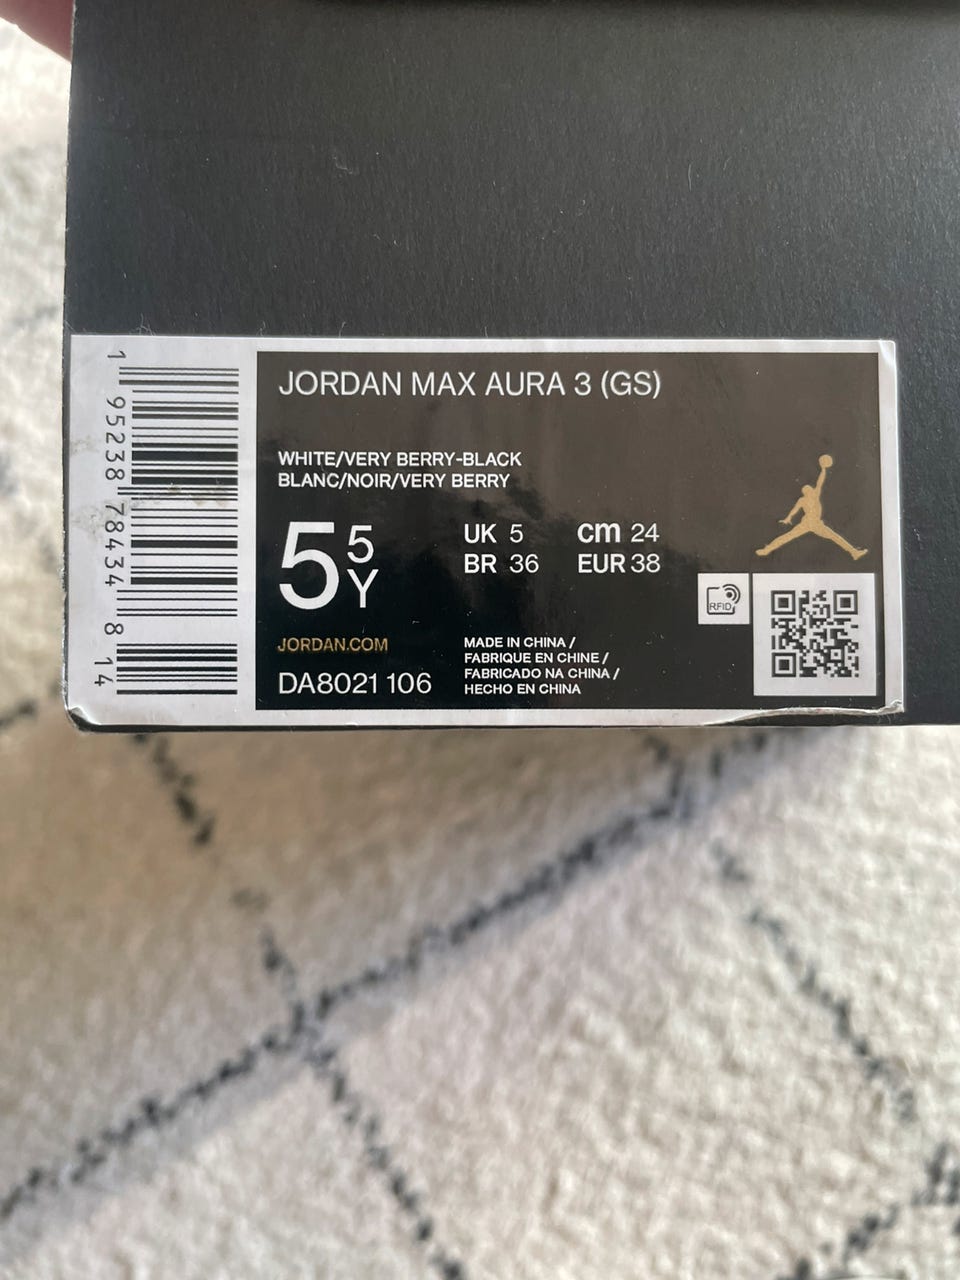 JORDAN MAX AURA 3 (GS)
WHITE/VERY BERRY-BLACK
BLANC/NOIR/VERY BERRY
5 5Y
UK 5 cm 24
BR 36 EUR 38
RFID
JORDAN.COM
DA8021 106
MADE IN CHINA /
FABRIQUE EN CHINE /
FABRICADO NA CHINA /
HECHO EN CHINA
1 95238 78434 8 14